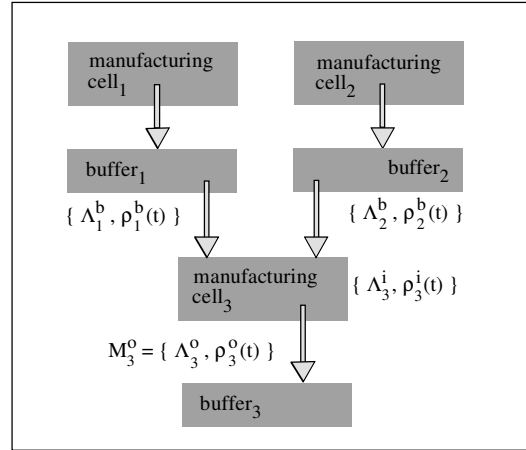 manufacturing manufacturing
cell₁ cell₂
buffer₁ buffer₂
{ Λ₁ᵇ , ρ₁ᵇ(t) } { Λ₂ᵇ , ρ₂ᵇ(t) }
manufacturing
cell₃ { Λ₃ⁱ , ρ₃ⁱ(t) }
M₃ᵒ = { Λ₃ᵒ , ρ₃ᵒ(t) }
buffer₃